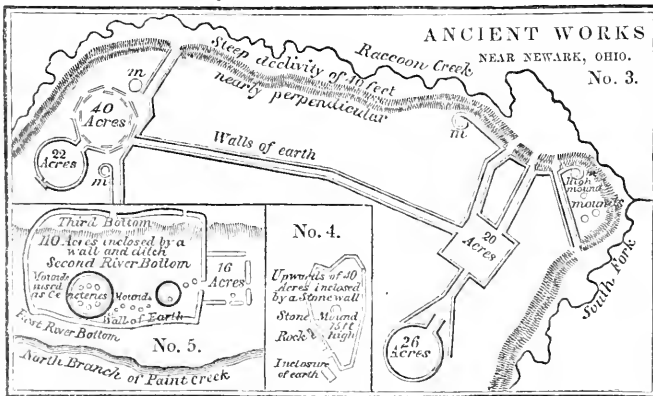 ANCIENT WORKS
NEAR NEWARK, OHIO.
No. 3.
Raccoon Creek
Steep declivity of 40 feet
nearly perpendicular
m
40
Acres
22
Acres
m
Walls of earth
m
m
High
mound
mounds
20
Acres
South Fork
26
Acres
Third Bottom
110 Acres inclosed by a
wall and ditch
Second River Bottom
16
Acres
Mounds
used
as Cemeteries
Mounds
Wall of Earth
First River Bottom
No. 5.
North Branch of Paint Creek
No. 4.
Upwards of 40
Acres inclosed
by a Stone wall
Stone Mound
15 ft
Rock high
Inclosure
of earth